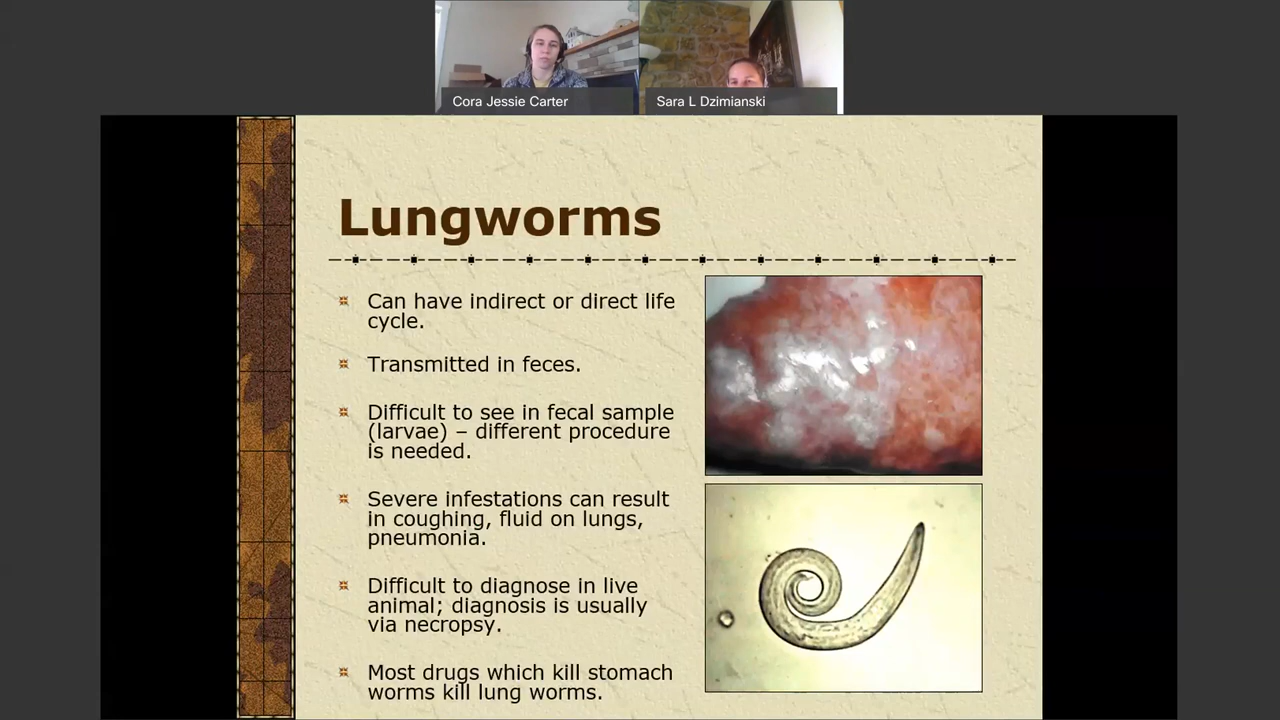 Cora Jessie Carter
Sara L Dzimianski
Lungworms
Can have indirect or direct life
cycle.
Transmitted in feces.
Difficult to see in fecal sample
(larvae) – different procedure
is needed.
Severe infestations can result
in coughing, fluid on lungs,
pneumonia.
Difficult to diagnose in live
animal; diagnosis is usually
via necropsy.
Most drugs which kill stomach
worms kill lung worms.